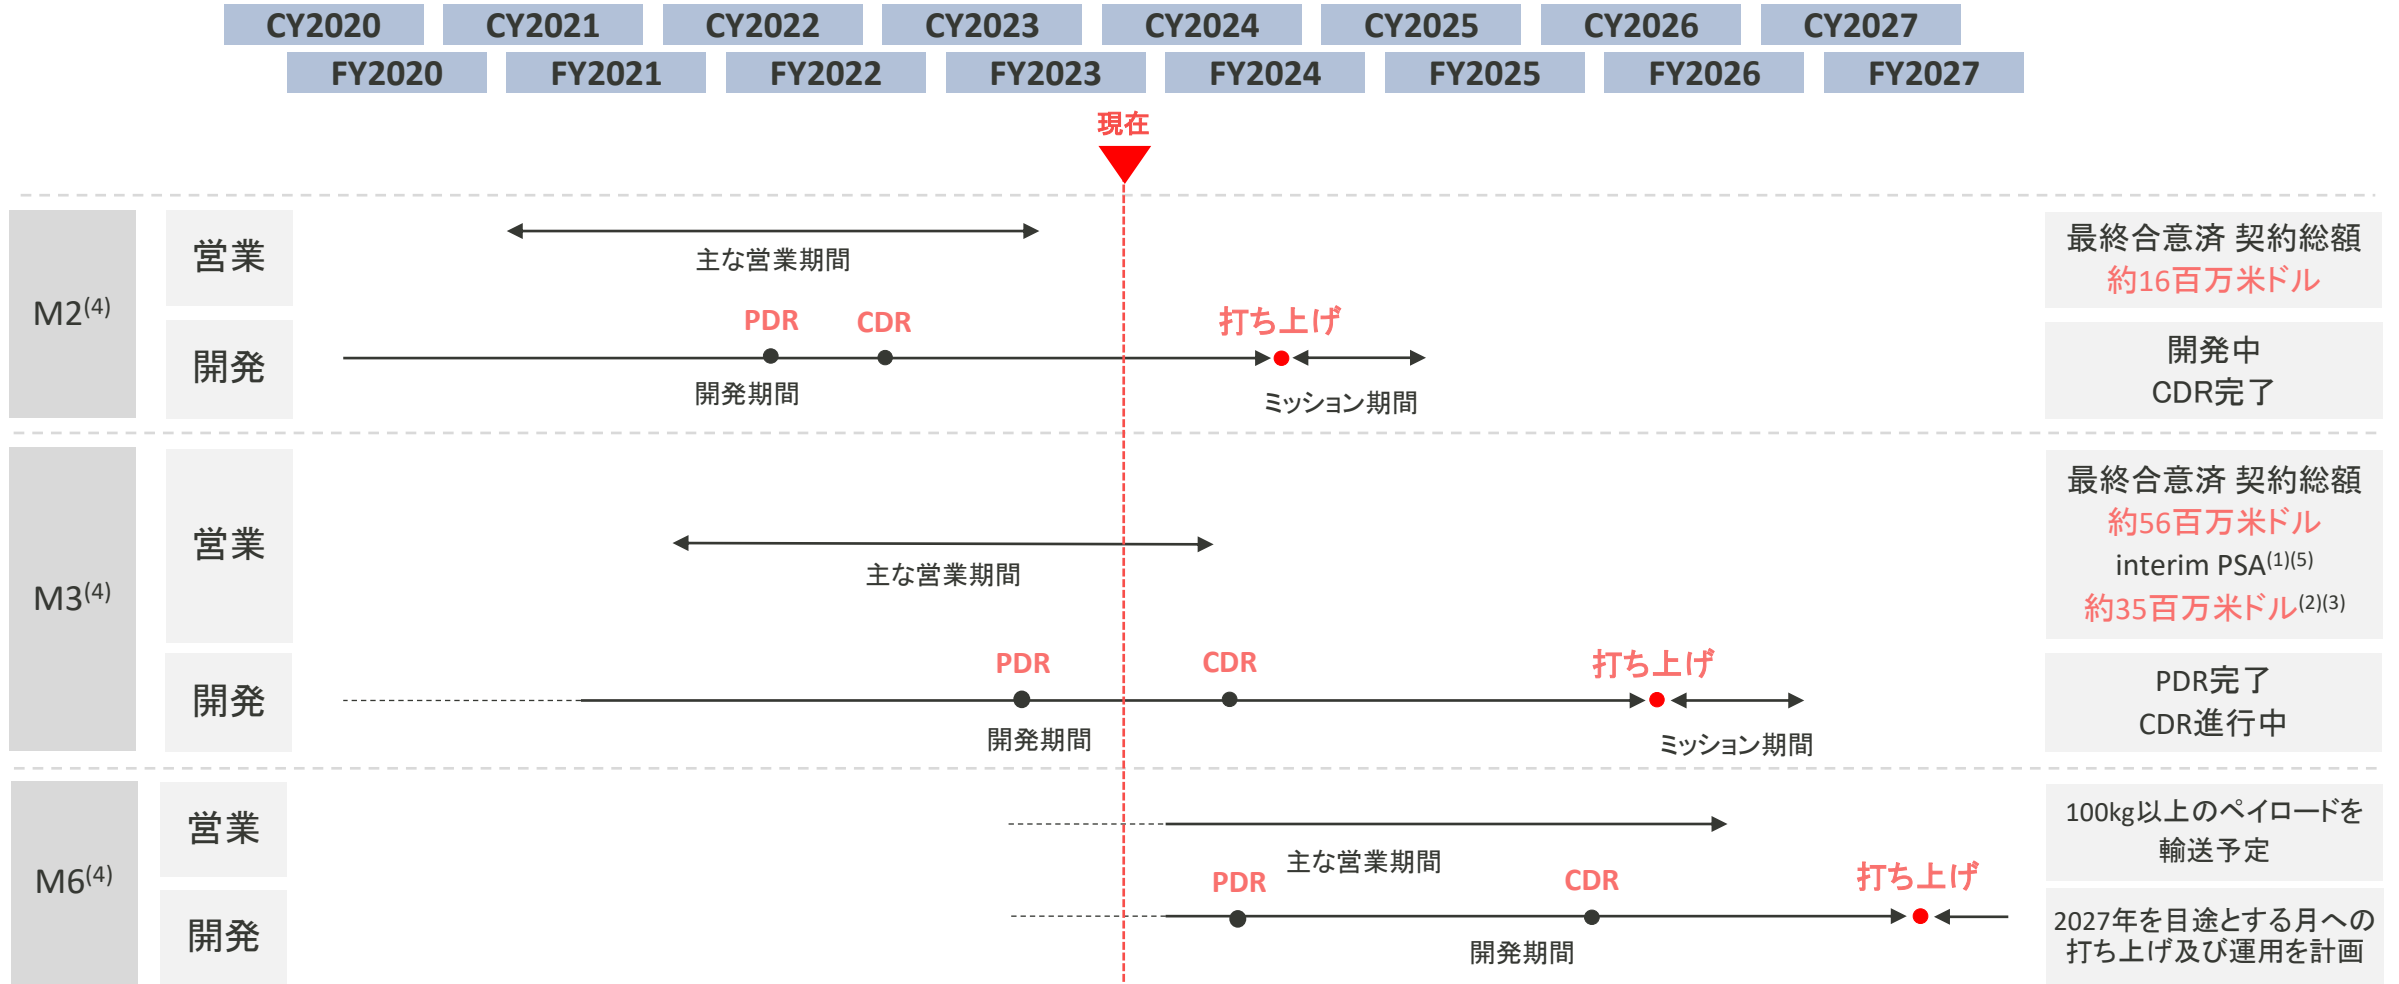 CY2020 CY2021 CY2022 CY2023 CY2024 CY2025 CY2026 CY2027
FY2020 FY2021 FY2022 FY2023 FY2024 FY2025 FY2026 FY2027
現在
M2(4)
営業
主な営業期間
最終合意済 契約総額
約16百万米ドル
開発
PDR
CDR
打ち上げ
開発期間
ミッション期間
開発中
CDR完了
M3(4)
営業
主な営業期間
最終合意済 契約総額
約56百万米ドル
interim PSA(1)(5)
約35百万米ドル(2)(3)
開発
PDR
CDR
打ち上げ
開発期間
ミッション期間
PDR完了
CDR進行中
M6(4)
営業
主な営業期間
100kg以上のペイロードを
輸送予定
開発
PDR
CDR
打ち上げ
開発期間
2027年を目途とする月への
打ち上げ及び運用を計画